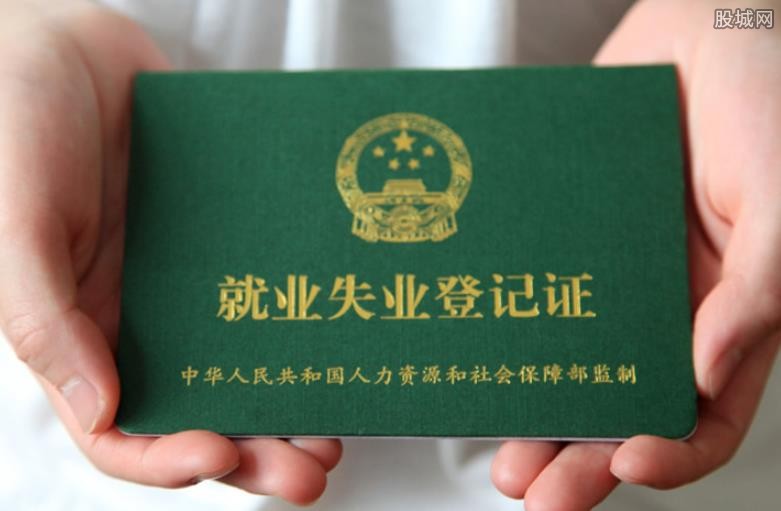 股城网
就业失业登记证
中华人民共和国人力资源和社会保障部监制